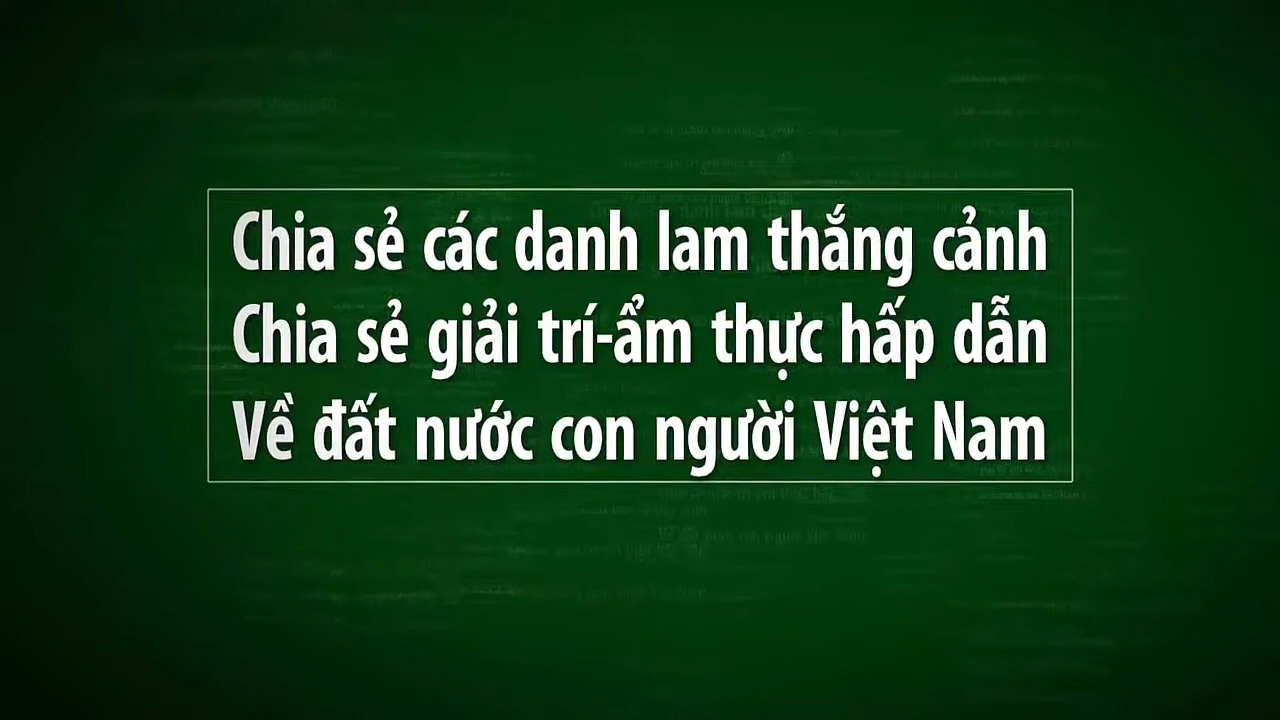 Chia sẻ các danh lam thắng cảnh
Chia sẻ giải trí-ẩm thực hấp dẫn
Về đất nước con người Việt Nam